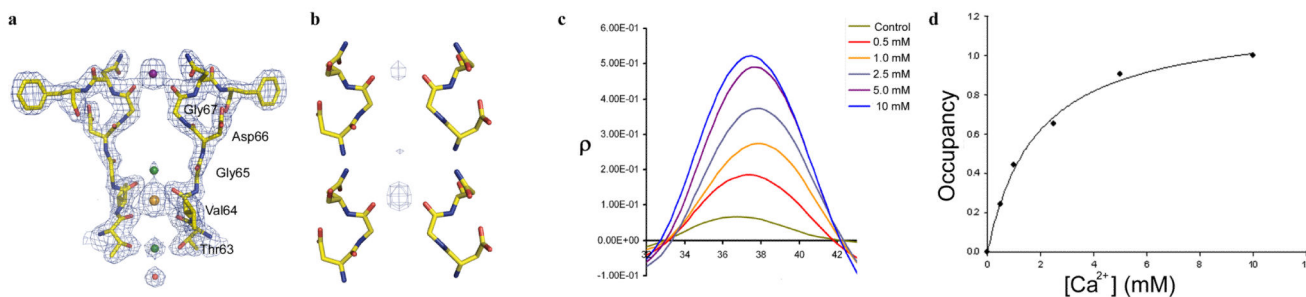 a
Gly67
Asp66
Gly65
Val64
Thr63
b
c
6.00E-01
5.00E-01
4.00E-01
3.00E-01
2.00E-01
1.00E-01
0.00E+00
-1.00E-01
ρ
34 36 38 40 42
Control
0.5 mM
1.0 mM
2.5 mM
5.0 mM
10 mM
d
Occupancy
1.2
1.0
0.8
0.6
0.4
0.2
0.0
0 2 4 6 8 10 12
[Ca²⁺] (mM)